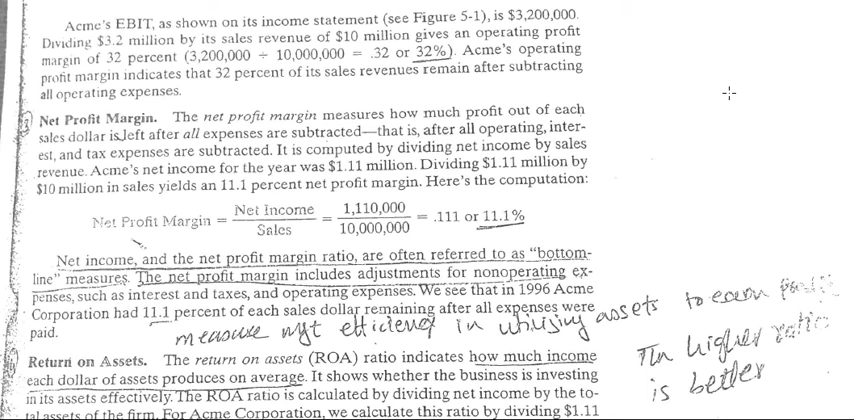 Acme's EBIT, as shown on its income statement (see Figure 5-1), is $3,200,000.
Dividing $3.2 million by its sales revenue of $10 million gives an operating profit
margin of 32 percent (3,200,000 ÷ 10,000,000 = .32 or 32%). Acme's operating
profit margin indicates that 32 percent of its sales revenues remain after subtracting
all operating expenses.
Net Profit Margin. The net profit margin measures how much profit out of each
sales dollar is left after all expenses are subtracted—that is, after all operating, inter-
est, and tax expenses are subtracted. It is computed by dividing net income by sales
revenue. Acme's net income for the year was $1.11 million. Dividing $1.11 million by
$10 million in sales yields an 11.1 percent net profit margin. Here's the computation:
Net Profit Margin = Net Income / Sales = 1,110,000 / 10,000,000 = .111 or 11.1%
Net income, and the net profit margin ratio, are often referred to as “bottom-
line” measures. The net profit margin includes adjustments for nonoperating ex-
penses, such as interest and taxes, and operating expenses. We see that in 1996 Acme
Corporation had 11.1 percent of each sales dollar remaining after all expenses were
paid.
measure mgt efficiency in utilising assets to earn
The higher ratio
is better
Return on Assets. The return on assets (ROA) ratio indicates how much income
each dollar of assets produces on average. It shows whether the business is investing
in its assets effectively. The ROA ratio is calculated by dividing net income by the to-
tal assets of the firm. For Acme Corporation, we calculate this ratio by dividing $1.11